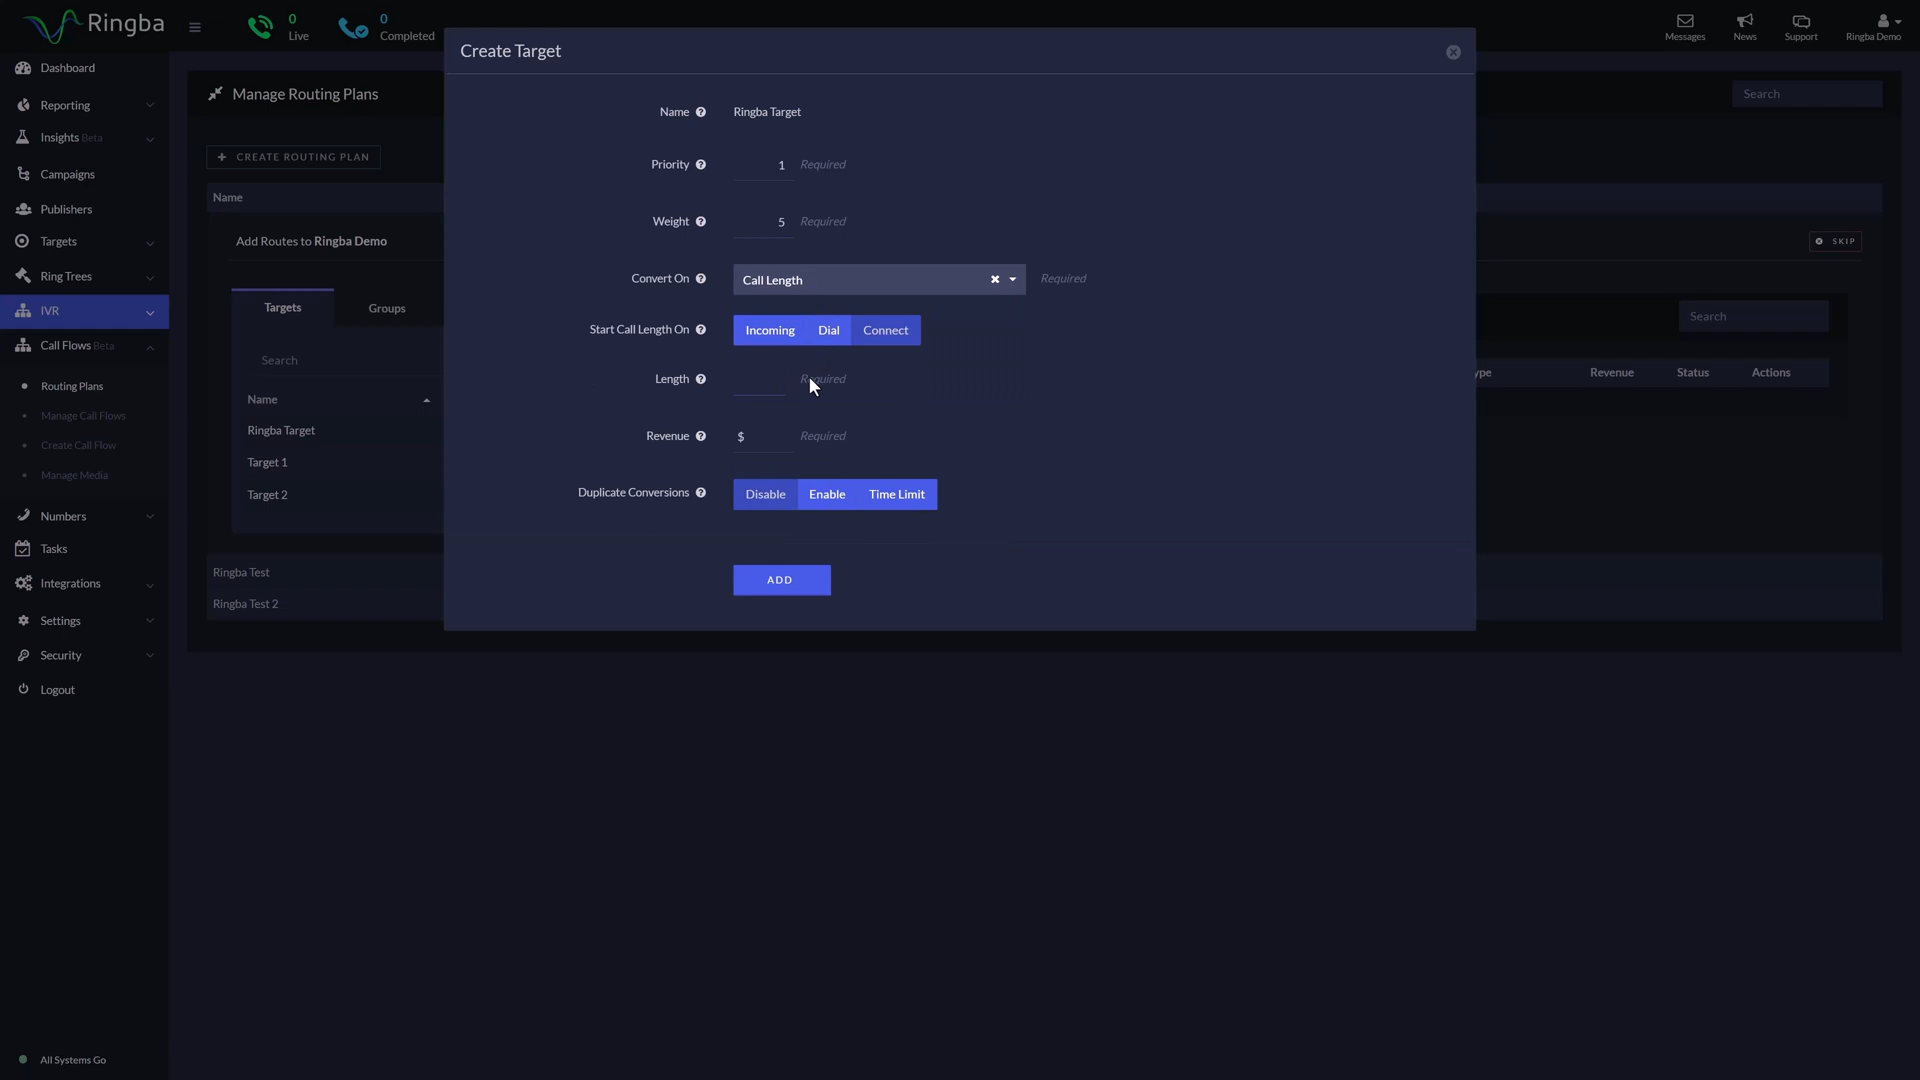 Ringba
0
Live
0
Completed
Messages
News
Support
Ringba Demo
Dashboard
Reporting
Insights Beta
Campaigns
Publishers
Targets
Ring Trees
IVR
Call Flows Beta
Routing Plans
Manage Call Flows
Create Call Flow
Manage Media
Numbers
Tasks
Integrations
Settings
Security
Logout
All Systems Go
Manage Routing Plans
Search
+ CREATE ROUTING PLAN
Name
Add Routes to Ringba Demo
SKIP
Targets
Groups
Search
Search
Name
Ringba Target
Target 1
Target 2
ype
Revenue
Status
Actions
Ringba Test
Ringba Test 2
Create Target
Name
Ringba Target
Priority
1
Required
Weight
5
Required
Convert On
Call Length
Required
Start Call Length On
Incoming
Dial
Connect
Length
Required
Revenue
$
Required
Duplicate Conversions
Disable
Enable
Time Limit
ADD